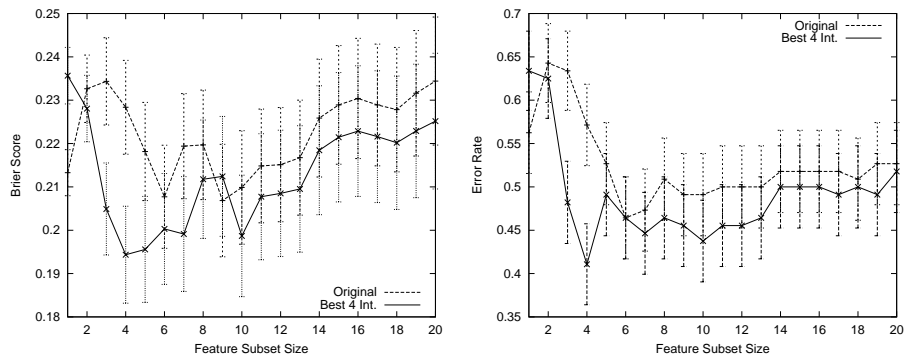 0.25
0.24
0.23
0.22
0.21
0.2
0.19
0.18
Brier Score
2 4 6 8 10 12 14 16 18 20
Feature Subset Size
Original
Best 4 Int.
0.7
0.65
0.6
0.55
0.5
0.45
0.4
0.35
Error Rate
2 4 6 8 10 12 14 16 18 20
Feature Subset Size
Original
Best 4 Int.